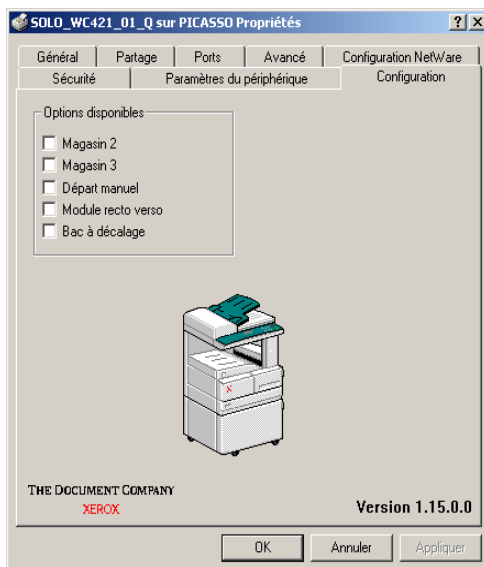 SOLO_WC421_01_Q sur PICASSO Propriétés
Général Partage Ports Avancé Configuration NetWare
Sécurité Paramètres du périphérique Configuration
Options disponibles
Magasin 2
Magasin 3
Départ manuel
Module recto verso
Bac à décalage
X
THE DOCUMENT COMPANY
XEROX
Version 1.15.0.0
OK Annuler Appliquer